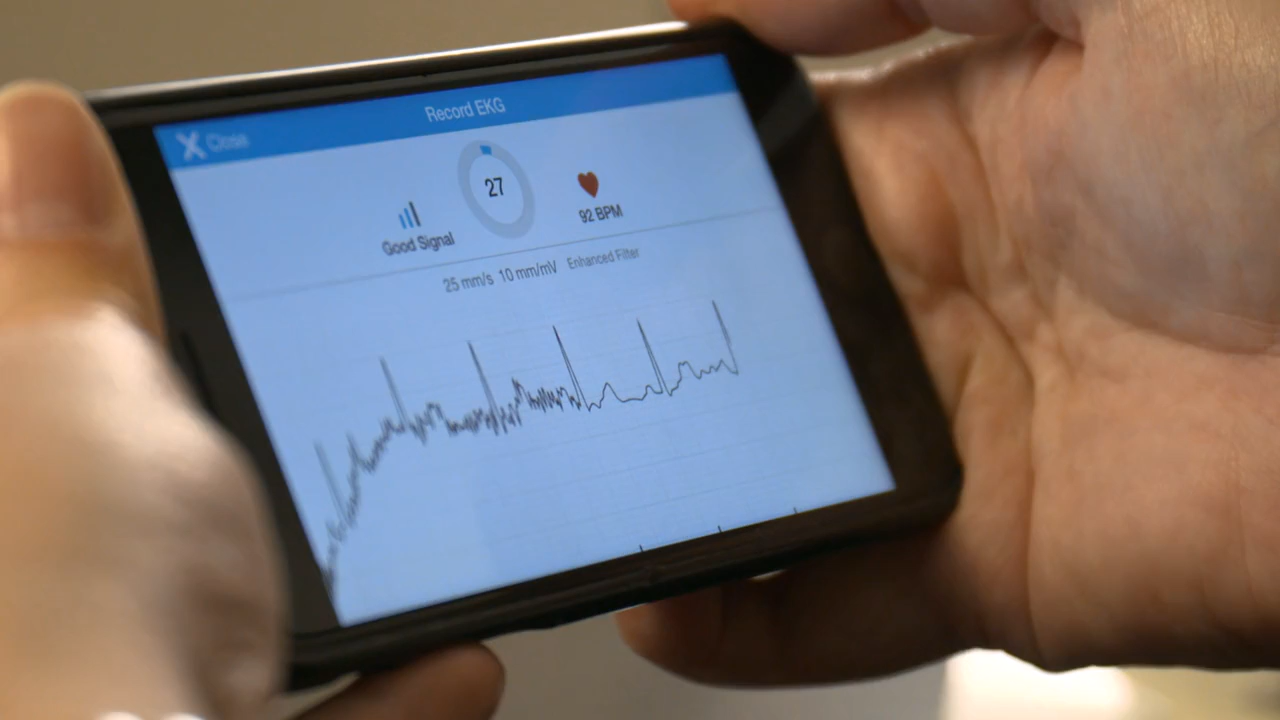 Record EKG
Close
27
Good Signal
92 BPM
25 mm/s 10 mm/mV Enhanced Filter